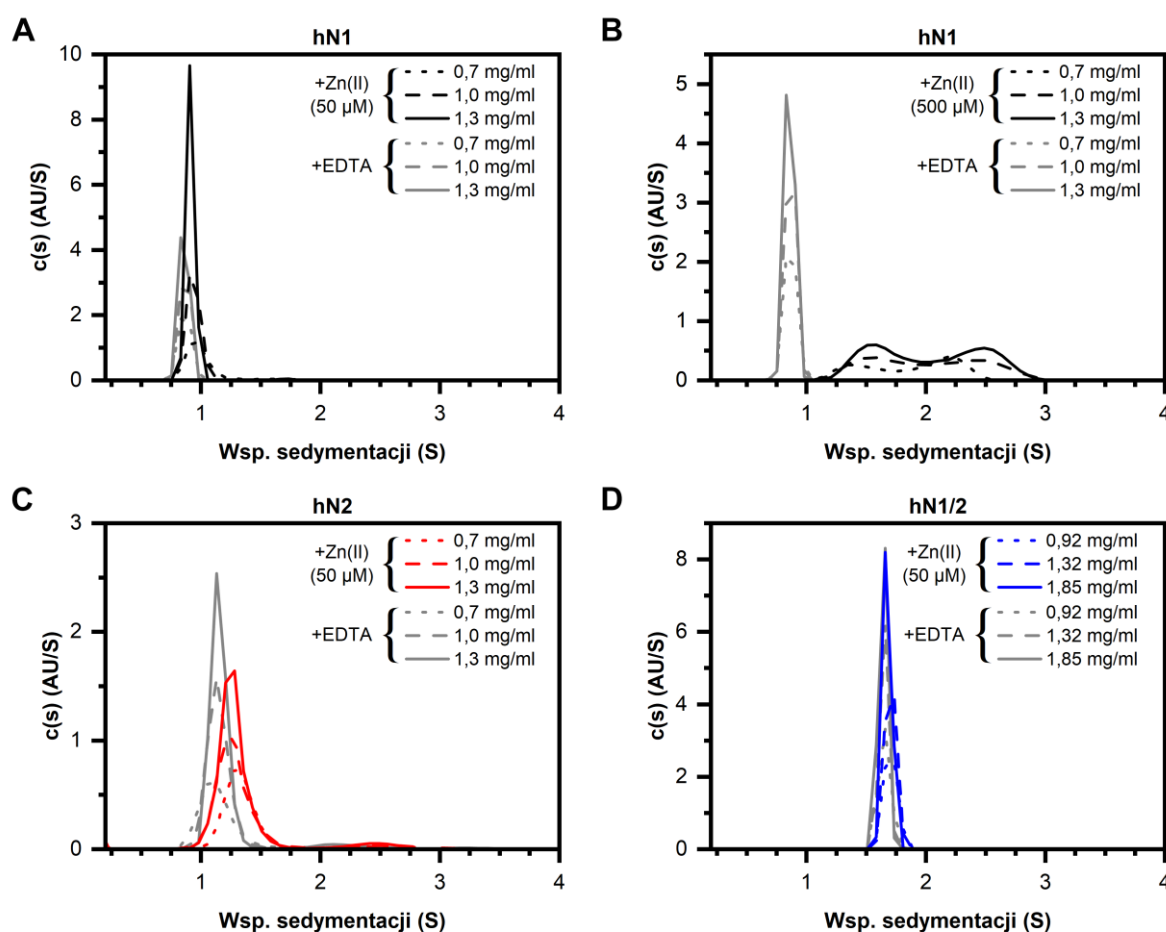 A
hN1
c(s) (AU/S)
10
8
6
4
2
0
+Zn(II)
(50 µM)
0,7 mg/ml
1,0 mg/ml
1,3 mg/ml
+EDTA
0,7 mg/ml
1,0 mg/ml
1,3 mg/ml
1 2 3 4
Wsp. sedymentacji (S)
B
hN1
c(s) (AU/S)
5
4
3
2
1
0
+Zn(II)
(500 µM)
0,7 mg/ml
1,0 mg/ml
1,3 mg/ml
+EDTA
0,7 mg/ml
1,0 mg/ml
1,3 mg/ml
1 2 3 4
Wsp. sedymentacji (S)
C
hN2
c(s) (AU/S)
3
2
1
0
+Zn(II)
(50 µM)
0,7 mg/ml
1,0 mg/ml
1,3 mg/ml
+EDTA
0,7 mg/ml
1,0 mg/ml
1,3 mg/ml
1 2 3 4
Wsp. sedymentacji (S)
D
hN1/2
c(s) (AU/S)
8
6
4
2
0
+Zn(II)
(50 µM)
0,92 mg/ml
1,32 mg/ml
1,85 mg/ml
+EDTA
0,92 mg/ml
1,32 mg/ml
1,85 mg/ml
1 2 3 4
Wsp. sedymentacji (S)